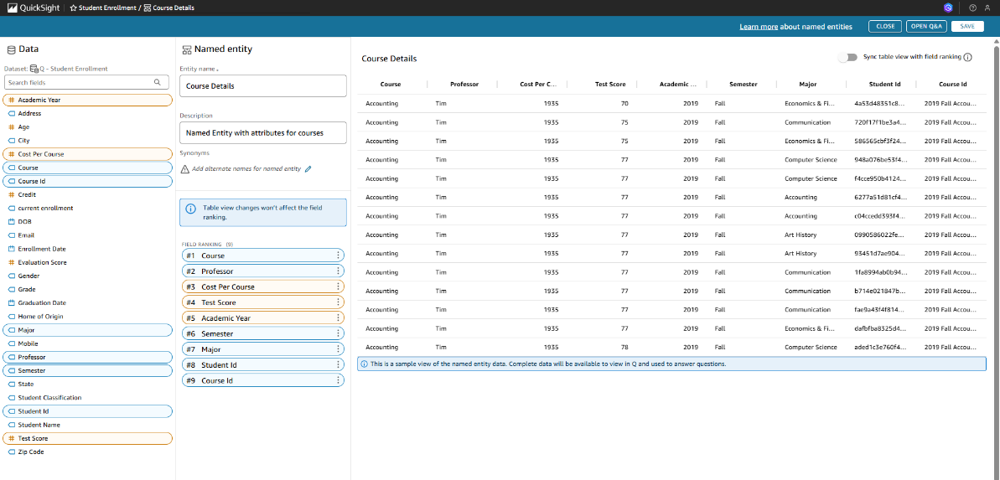 QuickSight
Student Enrollment / Course Details
Learn more about named entities
CLOSE
OPEN Q&A
SAVE
Data
Dataset: Q - Student Enrollment
Search fields
Academic Year
Address
Age
City
Cost Per Course
Course
Course Id
Credit
current enrollment
DOB
Email
Enrollment Date
Evaluation Score
Gender
Grade
Graduation Date
Home of Origin
Major
Mobile
Professor
Semester
State
Student Classification
Student Id
Student Name
Test Score
Zip Code
Named entity
Entity name
Course Details
Description
Named Entity with attributes for courses
Synonyms
Add alternate names for named entity
Table view changes won't affect the field
ranking.
FIELD RANKING (9)
#1 Course
#2 Professor
#3 Cost Per Course
#4 Test Score
#5 Academic Year
#6 Semester
#7 Major
#8 Student Id
#9 Course Id
Course Details
Sync table view with field ranking
Course Professor Cost Per C... Test Score Academic ... Semester Major Student Id Course Id
Accounting Tim 1935 70 2019 Fall Economics & Fi... 4a53d48351c8... 2019 Fall Accou...
Accounting Tim 1935 75 2019 Fall Communication 720f17f1be3a4... 2019 Fall Accou...
Accounting Tim 1935 75 2019 Fall Economics & Fi... 586565cbf3f24... 2019 Fall Accou...
Accounting Tim 1935 77 2019 Fall Computer Science 948a076be53f4... 2019 Fall Accou...
Accounting Tim 1935 77 2019 Fall Computer Science f4cce950b4124... 2019 Fall Accou...
Accounting Tim 1935 77 2019 Fall Accounting 6277a51d81cf4... 2019 Fall Accou...
Accounting Tim 1935 77 2019 Fall Accounting c04ccedd393f4... 2019 Fall Accou...
Accounting Tim 1935 77 2019 Fall Art History 0990586022fe... 2019 Fall Accou...
Accounting Tim 1935 77 2019 Fall Art History 93451d7ae904... 2019 Fall Accou...
Accounting Tim 1935 77 2019 Fall Communication 1fa8994ab0b94... 2019 Fall Accou...
Accounting Tim 1935 77 2019 Fall Communication b714e021847b... 2019 Fall Accou...
Accounting Tim 1935 77 2019 Fall Communication fae9a43f4f814... 2019 Fall Accou...
Accounting Tim 1935 77 2019 Fall Economics & Fi... dafbfba8325d4... 2019 Fall Accou...
Accounting Tim 1935 78 2019 Fall Computer Science aded1c3e760f4... 2019 Fall Accou...
This is a sample view of the named entity data. Complete data will be available to view in Q and used to answer questions.